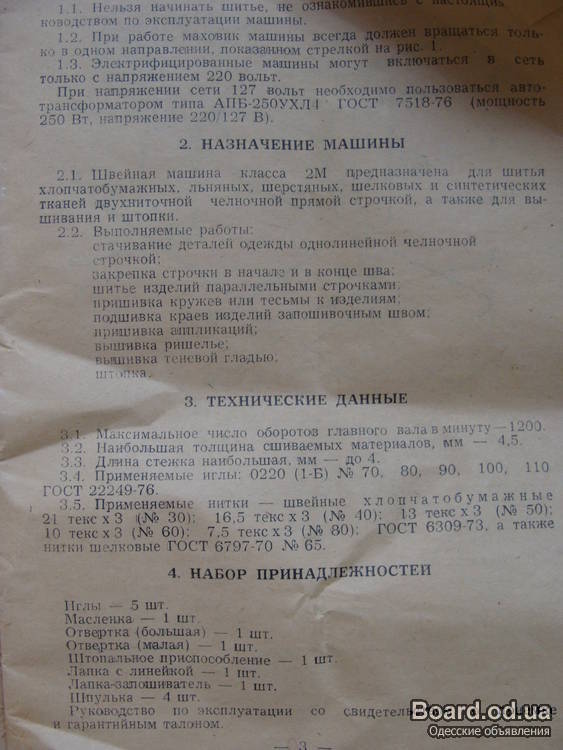 1.1. Нельзя начинать шитье, не ознакомившись с настоящим
ководством по эксплуатации машины.
1.2. При работе маховик машины всегда должен вращаться толь-
ко в одном направлении, показанном стрелкой на рис. 1.
1.3. Электрифицированные машины могут включаться в сеть
только с напряжением 220 вольт.
При напряжении сети 127 вольт необходимо пользоваться авто-
трансформатором типа АПБ-250УХЛ4 ГОСТ 7518-76 (мощность
250 Вт, напряжение 220/127 В).
2. НАЗНАЧЕНИЕ МАШИНЫ
2.1. Швейная машина класса 2М предназначена для шитья
хлопчатобумажных, льняных, шерстяных, шелковых и синтетических
тканей двухниточной челночной прямой строчкой, а также для вы-
шивания и штопки.
2.2. Выполняемые работы:
стачивание деталей одежды однолинейной челночной
строчкой;
закрепка строчки в начале и в конце шва;
шитье изделий параллельными строчками;
пришивка кружев или тесьмы к изделиям;
подшивка краев изделий запошивочным швом;
пришивка аппликаций;
вышивка ришелье;
вышивка теневой гладью;
штопка.
3. ТЕХНИЧЕСКИЕ ДАННЫЕ
3.1. Максимальное число оборотов главного вала в минуту — 1200.
3.2. Наибольшая толщина сшиваемых материалов, мм — 4,5.
3.3. Длина стежка наибольшая, мм — до 4.
3.4. Применяемые иглы: 0220 (1-Б) № 70, 80, 90, 100, 110
ГОСТ 22249-76.
3.5. Применяемые нитки — швейные хлопчатобумажные
21 текс х 3 (№ 30); 16,5 текс х 3 (№ 40); 13 текс х 3 (№ 50);
10 текс х 3 (№ 60); 7,5 текс х 3 (№ 80); ГОСТ 6309-73, а также
нитки шелковые ГОСТ 6797-70 № 65.
4. НАБОР ПРИНАДЛЕЖНОСТЕЙ
Иглы — 5 шт.
Масленка — 1 шт.
Отвертка (большая) — 1 шт.
Отвертка (малая) — 1 шт.
Штопальное приспособление — 1 шт.
Лапка с линейкой — 1 шт.
Лапка-запошиватель — 1 шт.
Шпулька — 4 шт.
Руководство по эксплуатации со
и гарантийным талоном.
— 3 —
Board.od.ua
Одесские объявления